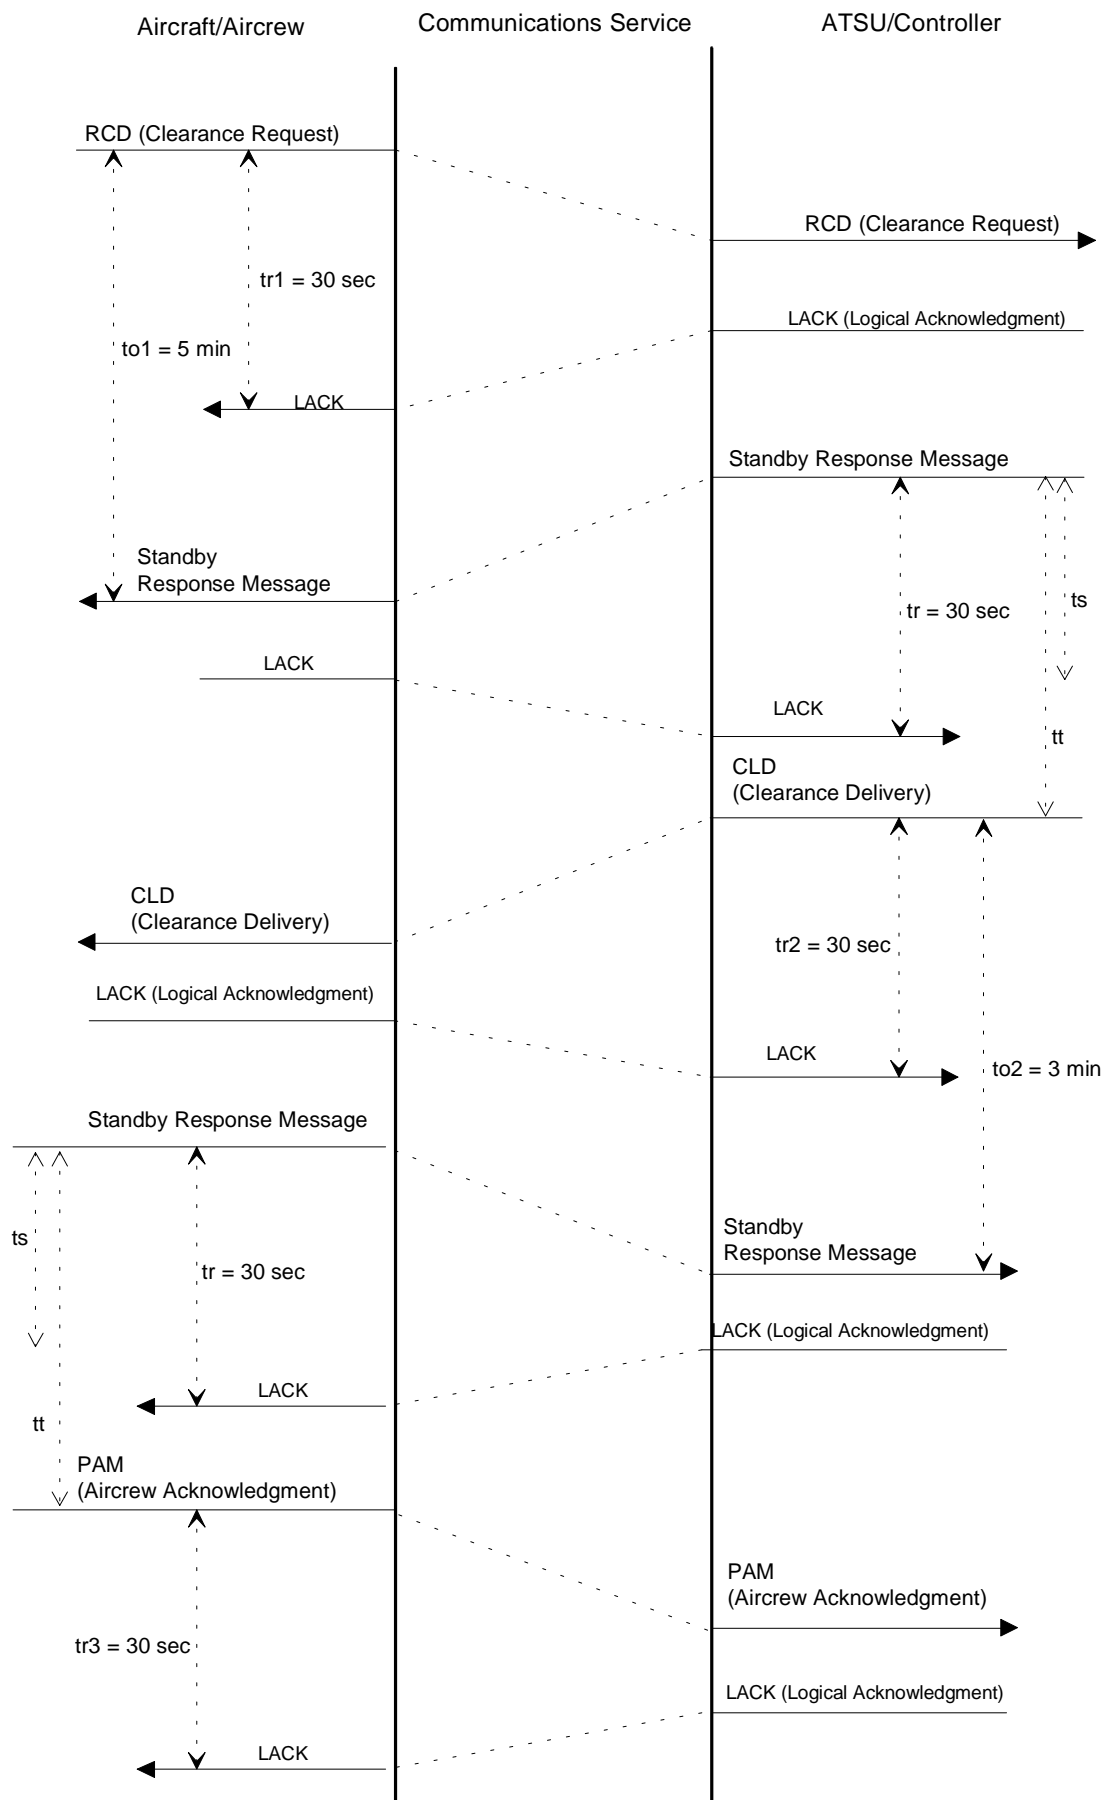 Aircraft/Aircrew
Communications Service
ATSU/Controller
RCD (Clearance Request)
RCD (Clearance Request)
tr1 = 30 sec
LACK (Logical Acknowledgment)
to1 = 5 min
LACK
Standby Response Message
Standby
Response Message
ts
tr = 30 sec
LACK
LACK
tt
CLD
(Clearance Delivery)
CLD
(Clearance Delivery)
tr2 = 30 sec
LACK (Logical Acknowledgment)
LACK
to2 = 3 min
Standby Response Message
Standby
Response Message
ts
tr = 30 sec
LACK (Logical Acknowledgment)
LACK
tt
PAM
(Aircrew Acknowledgment)
PAM
(Aircrew Acknowledgment)
tr3 = 30 sec
LACK (Logical Acknowledgment)
LACK